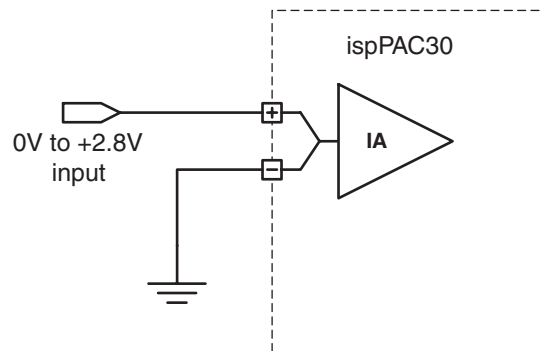 ispPAC30
+
IA
0V to +2.8V
input
−